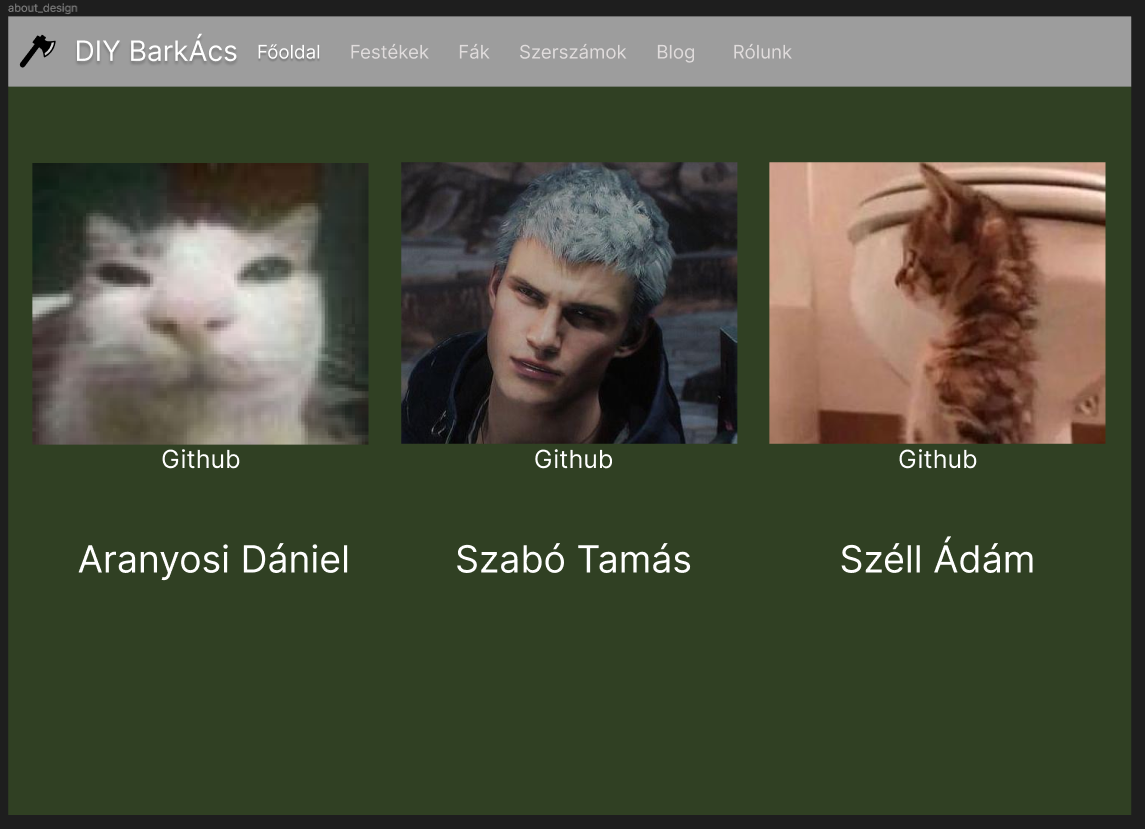 about_design
DIY BarkÁcs Főoldal Festékek Fák Szerszámok Blog Rólunk
Github Github Github
Aranyosi Dániel Szabó Tamás Széll Ádám